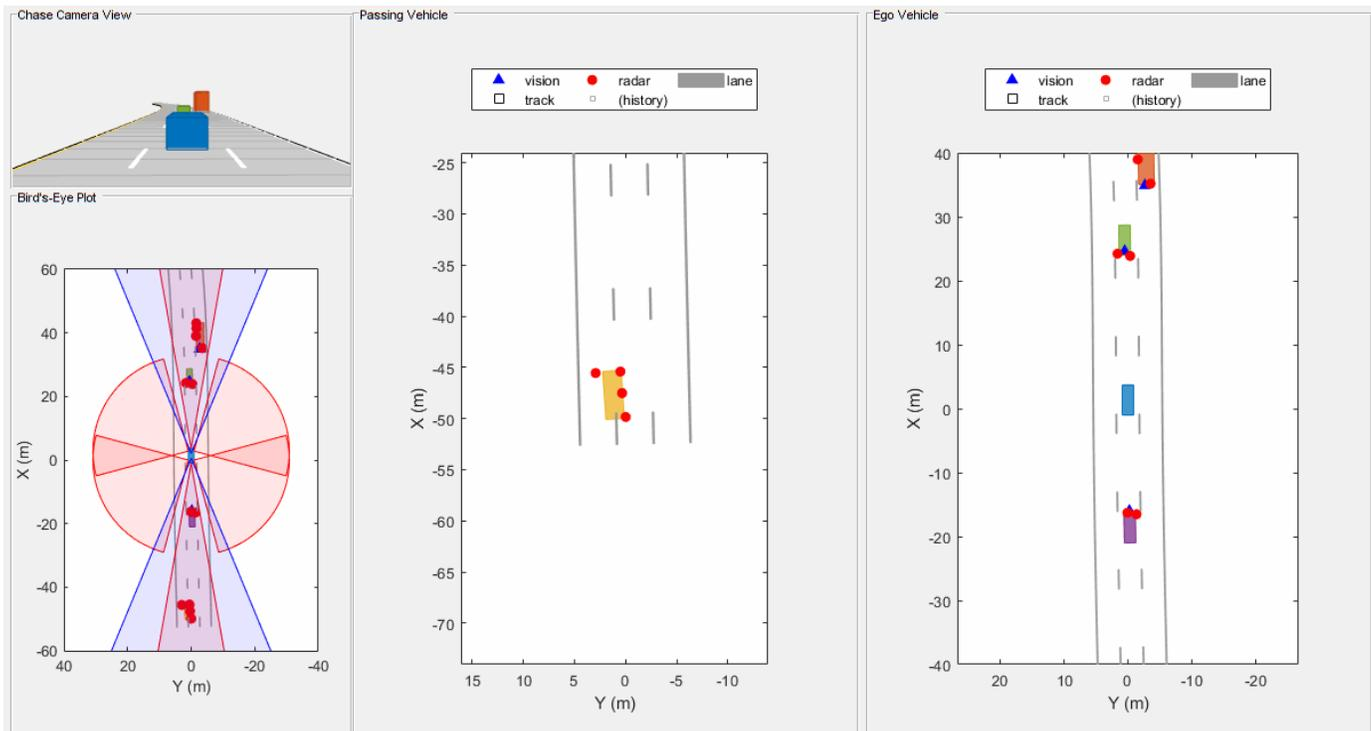 Chase Camera View
Bird's-Eye Plot
60
40
20
0
-20
-40
-60
X (m)
40 20 0 -20 -40
Y (m)
Passing Vehicle
vision radar lane
track (history)
-25
-30
-35
-40
-45
-50
-55
-60
-65
-70
X (m)
15 10 5 0 -5 -10
Y (m)
Ego Vehicle
vision radar lane
track (history)
40
30
20
10
0
-10
-20
-30
-40
X (m)
20 10 0 -10 -20
Y (m)